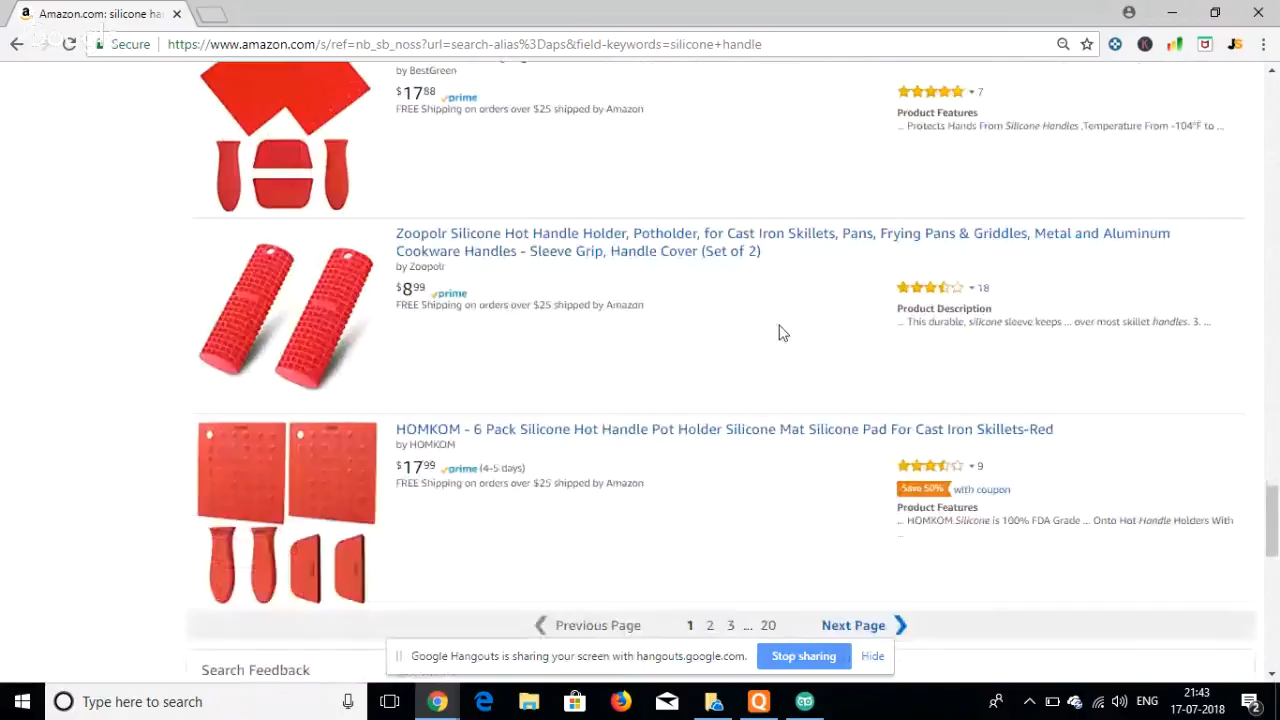 Amazon.com: silicone ha
Secure
https://www.amazon.com/s/ref=nb_sb_noss?url=search-alias%3Daps&field-keywords=silicone+handle
by BestGreen
$17 88 prime
FREE Shipping on orders over $25 shipped by Amazon
7
Product Features
... Protects Hands From Silicone Handles ,Temperature From -104°F to ...
Zoopolr Silicone Hot Handle Holder, Potholder, for Cast Iron Skillets, Pans, Frying Pans & Griddles, Metal and Aluminum
Cookware Handles - Sleeve Grip, Handle Cover (Set of 2)
by Zoopolr
$8 99 prime
FREE Shipping on orders over $25 shipped by Amazon
18
Product Description
... This durable, silicone sleeve keeps ... over most skillet handles. 3. ...
HOMKOM - 6 Pack Silicone Hot Handle Pot Holder Silicone Mat Silicone Pad For Cast Iron Skillets-Red
by HOMKOM
$17 99 prime (4-5 days)
FREE Shipping on orders over $25 shipped by Amazon
9
Save 50% with coupon
Product Features
... HOMKOM Silicone is 100% FDA Grade ... Onto Hot Handle Holders With
...
Previous Page 1 2 3 ... 20 Next Page
Google Hangouts is sharing your screen with hangouts.google.com. Stop sharing Hide
Search Feedback
Type here to search
ENG
21:43
17-07-2018
2